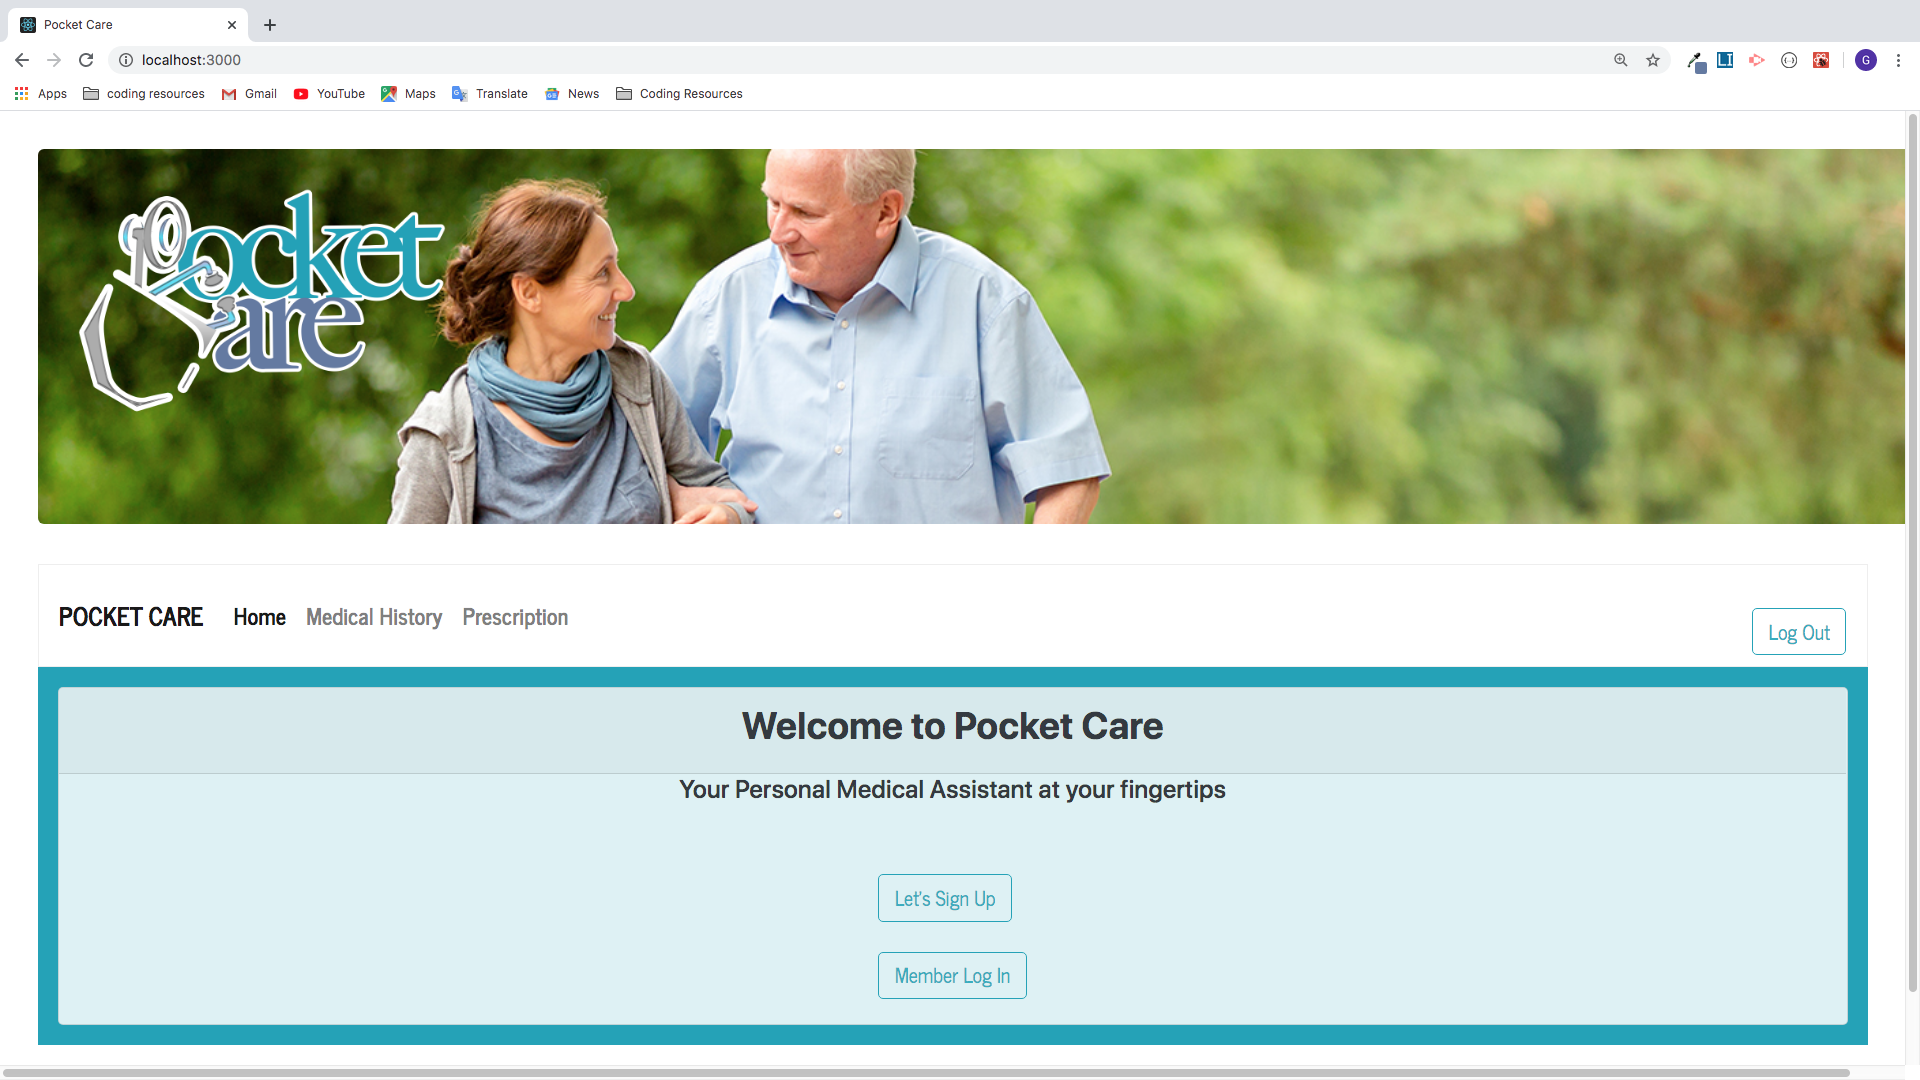 Pocket Care
localhost:3000
G
Apps coding resources Gmail YouTube Maps Translate News Coding Resources
Pocket
Care
POCKET CARE Home Medical History Prescription
Log Out
Welcome to Pocket Care
Your Personal Medical Assistant at your fingertips
Let's Sign Up
Member Log In